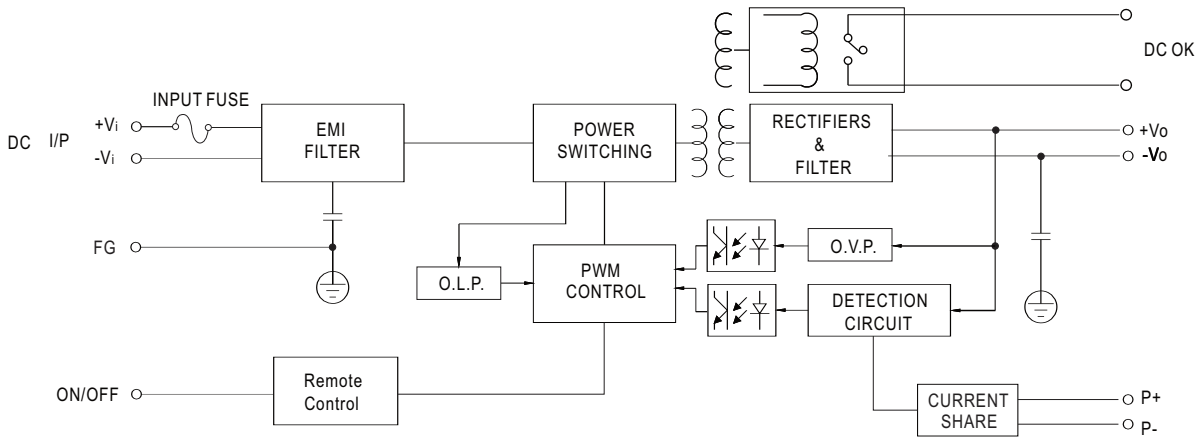 DC OK
INPUT FUSE
DC I/P
+Vi
-Vi
EMI
FILTER
POWER
SWITCHING
RECTIFIERS
&
FILTER
+Vo
-Vo
FG
O.L.P.
PWM
CONTROL
O.V.P.
DETECTION
CIRCUIT
ON/OFF
Remote
Control
CURRENT
SHARE
P+
P-